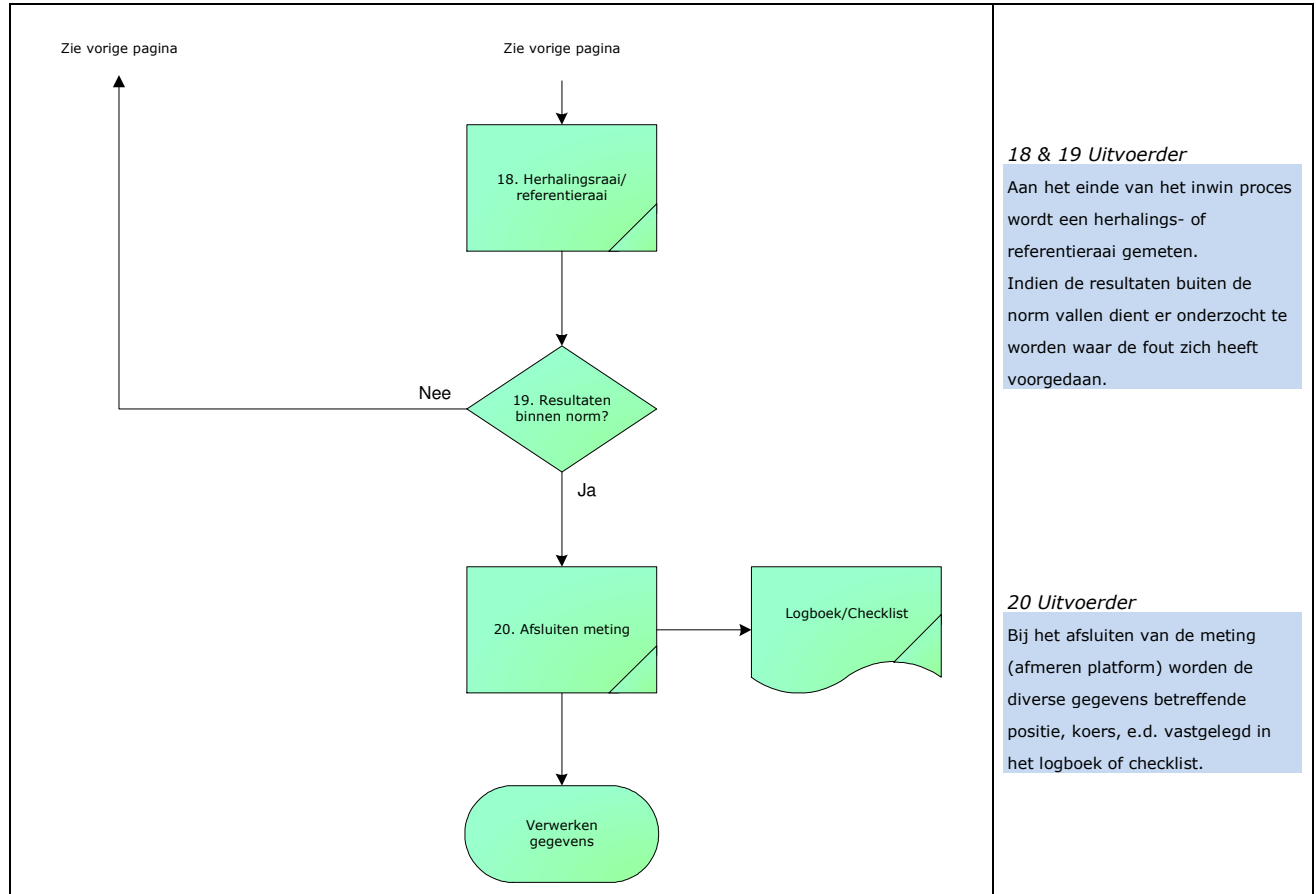 Zie vorige pagina
Zie vorige pagina
18. Herhalingsraai/
referentieraai
Nee
19. Resultaten
binnen norm?
Ja
20. Afsluiten meting
Logboek/Checklist
Verwerken
gegevens
18 & 19 Uitvoerder
Aan het einde van het inwin proces
wordt een herhalings- of
referentieraai gemeten.
Indien de resultaten buiten de
norm vallen dient er onderzocht te
worden waar de fout zich heeft
voorgedaan.
20 Uitvoerder
Bij het afsluiten van de meting
(afmeren platform) worden de
diverse gegevens betreffende
positie, koers, e.d. vastgelegd in
het logboek of checklist.